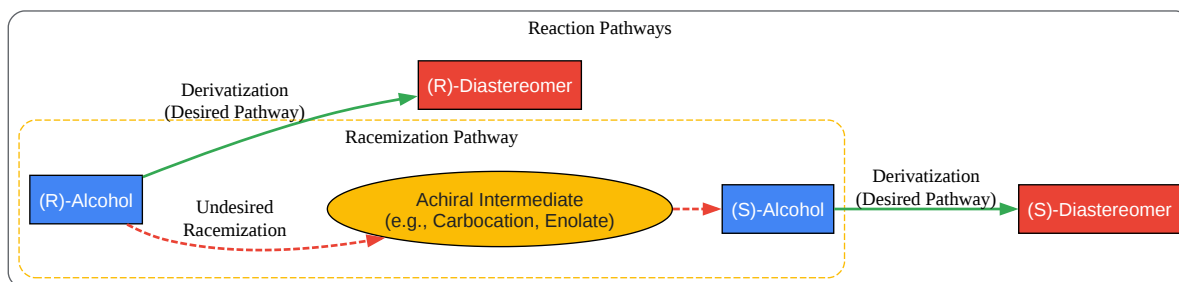 Reaction Pathways
(R)-Diastereomer
Derivatization
(Desired Pathway)
Racemization Pathway
(R)-Alcohol
Undesired
Racemization
Achiral Intermediate
(e.g., Carbocation, Enolate)
(S)-Alcohol
Derivatization
(Desired Pathway)
(S)-Diastereomer